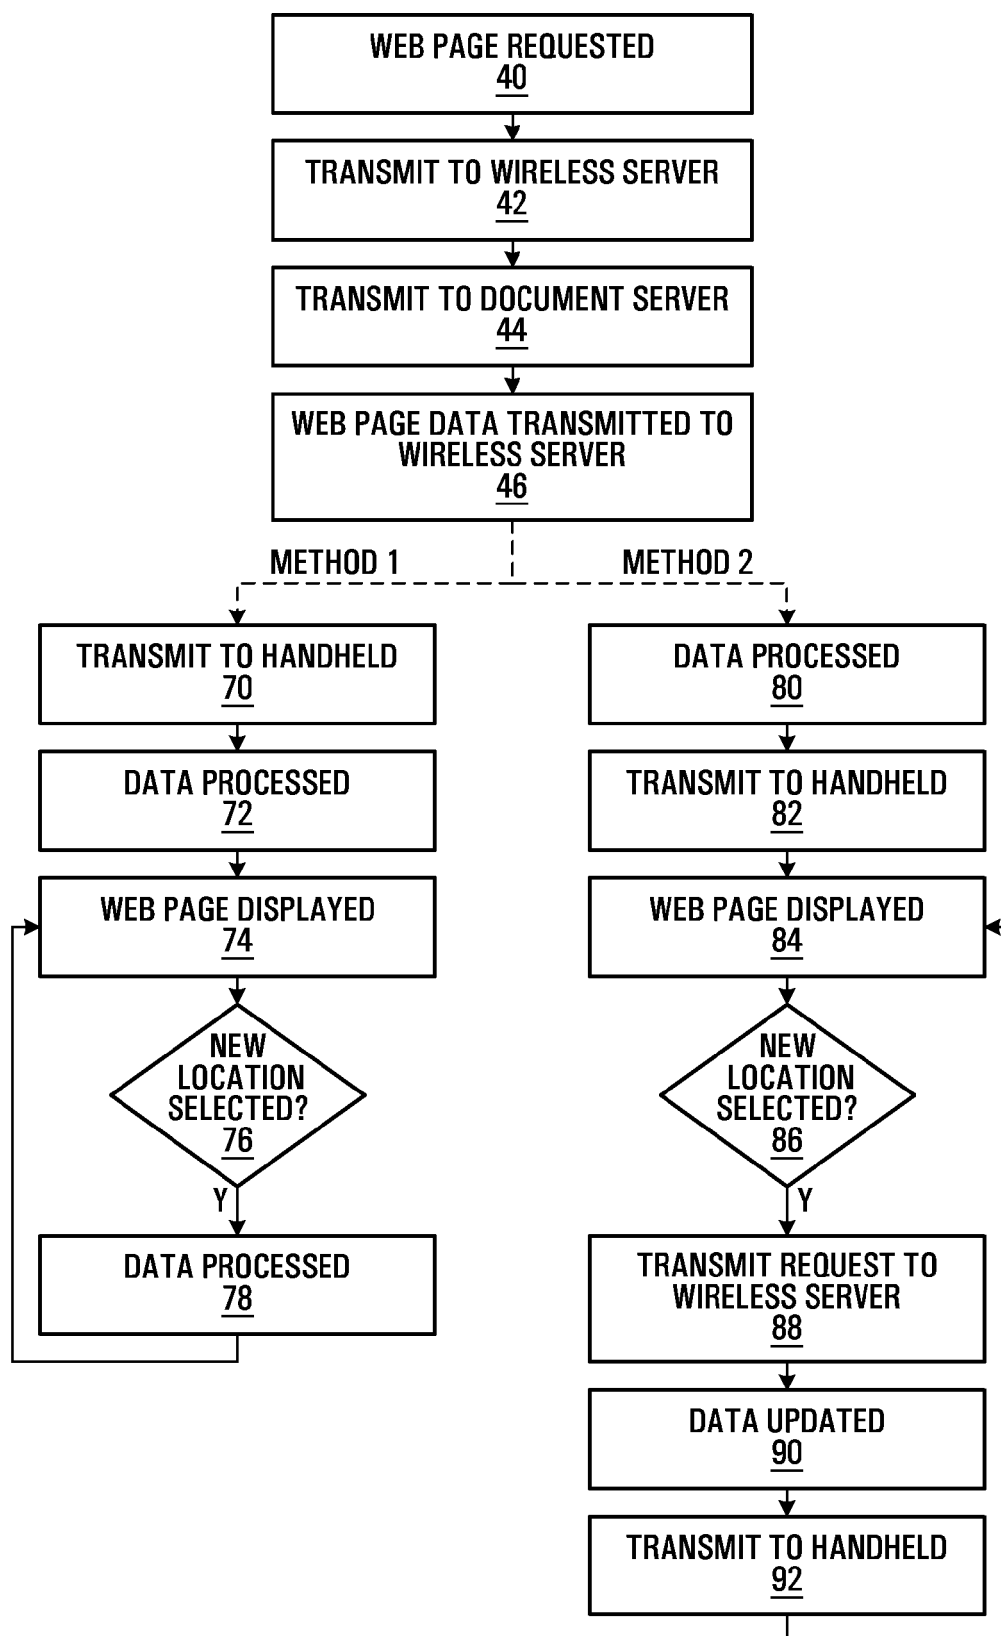 WEB PAGE REQUESTED
40
TRANSMIT TO WIRELESS SERVER
42
TRANSMIT TO DOCUMENT SERVER
44
WEB PAGE DATA TRANSMITTED TO
WIRELESS SERVER
46
METHOD 1
METHOD 2
TRANSMIT TO HANDHELD
70
DATA PROCESSED
72
WEB PAGE DISPLAYED
74
NEW
LOCATION
SELECTED?
76
Y
DATA PROCESSED
78
DATA PROCESSED
80
TRANSMIT TO HANDHELD
82
WEB PAGE DISPLAYED
84
NEW
LOCATION
SELECTED?
86
Y
TRANSMIT REQUEST TO
WIRELESS SERVER
88
DATA UPDATED
90
TRANSMIT TO HANDHELD
92